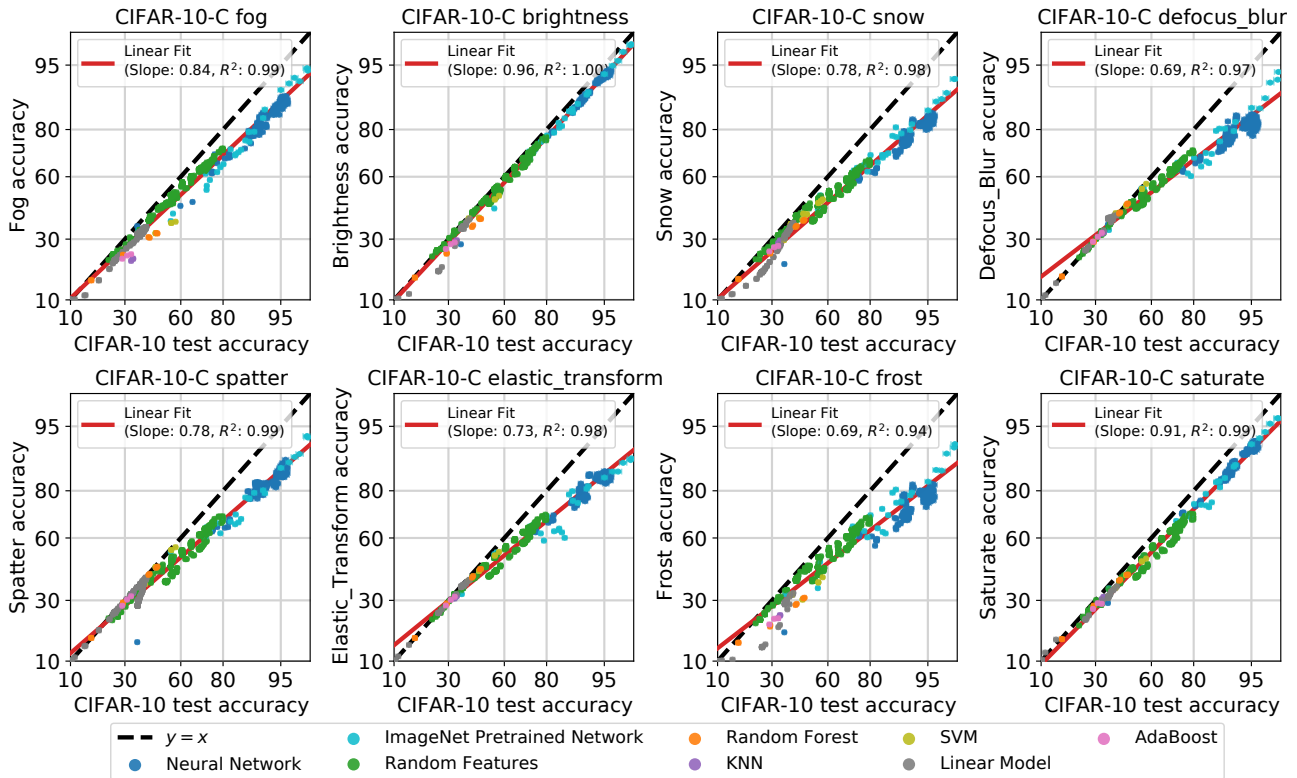 CIFAR-10-C fog
Linear Fit
(Slope: 0.84, R²: 0.99)
Fog accuracy
95
80
60
30
10
10 30 60 80 95
CIFAR-10 test accuracy
CIFAR-10-C brightness
Linear Fit
(Slope: 0.96, R²: 1.00)
Brightness accuracy
95
80
60
30
10
10 30 60 80 95
CIFAR-10 test accuracy
CIFAR-10-C snow
Linear Fit
(Slope: 0.78, R²: 0.98)
Snow accuracy
95
80
60
30
10
10 30 60 80 95
CIFAR-10 test accuracy
CIFAR-10-C defocus_blur
Linear Fit
(Slope: 0.69, R²: 0.97)
Defocus_Blur accuracy
95
80
60
30
10
10 30 60 80 95
CIFAR-10 test accuracy
CIFAR-10-C spatter
Linear Fit
(Slope: 0.78, R²: 0.99)
Spatter accuracy
95
80
60
30
10
10 30 60 80 95
CIFAR-10 test accuracy
CIFAR-10-C elastic_transform
Linear Fit
(Slope: 0.73, R²: 0.98)
Elastic_Transform accuracy
95
80
60
30
10
10 30 60 80 95
CIFAR-10 test accuracy
CIFAR-10-C frost
Linear Fit
(Slope: 0.69, R²: 0.94)
Frost accuracy
95
80
60
30
10
10 30 60 80 95
CIFAR-10 test accuracy
CIFAR-10-C saturate
Linear Fit
(Slope: 0.91, R²: 0.99)
Saturate accuracy
95
80
60
30
10
10 30 60 80 95
CIFAR-10 test accuracy
y = x
ImageNet Pretrained Network
Random Forest
SVM
AdaBoost
Neural Network
Random Features
KNN
Linear Model